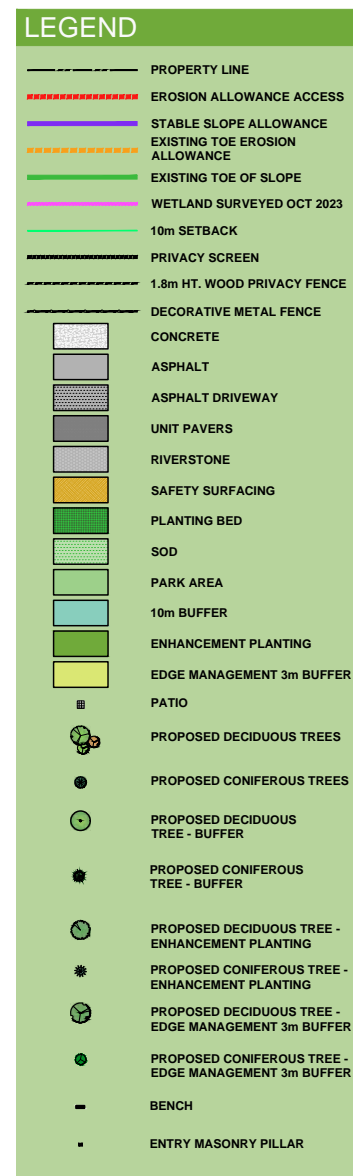 LEGEND
PROPERTY LINE
EROSION ALLOWANCE ACCESS
STABLE SLOPE ALLOWANCE
EXISTING TOE EROSION
ALLOWANCE
EXISTING TOE OF SLOPE
WETLAND SURVEYED OCT 2023
10m SETBACK
PRIVACY SCREEN
1.8m HT. WOOD PRIVACY FENCE
DECORATIVE METAL FENCE
CONCRETE
ASPHALT
ASPHALT DRIVEWAY
UNIT PAVERS
RIVERSTONE
SAFETY SURFACING
PLANTING BED
SOD
PARK AREA
10m BUFFER
ENHANCEMENT PLANTING
EDGE MANAGEMENT 3m BUFFER
PATIO
PROPOSED DECIDUOUS TREES
PROPOSED CONIFEROUS TREES
PROPOSED DECIDUOUS
TREE - BUFFER
PROPOSED CONIFEROUS
TREE - BUFFER
PROPOSED DECIDUOUS TREE -
ENHANCEMENT PLANTING
PROPOSED CONIFEROUS TREE -
ENHANCEMENT PLANTING
PROPOSED DECIDUOUS TREE -
EDGE MANAGEMENT 3m BUFFER
PROPOSED CONIFEROUS TREE -
EDGE MANAGEMENT 3m BUFFER
BENCH
ENTRY MASONRY PILLAR